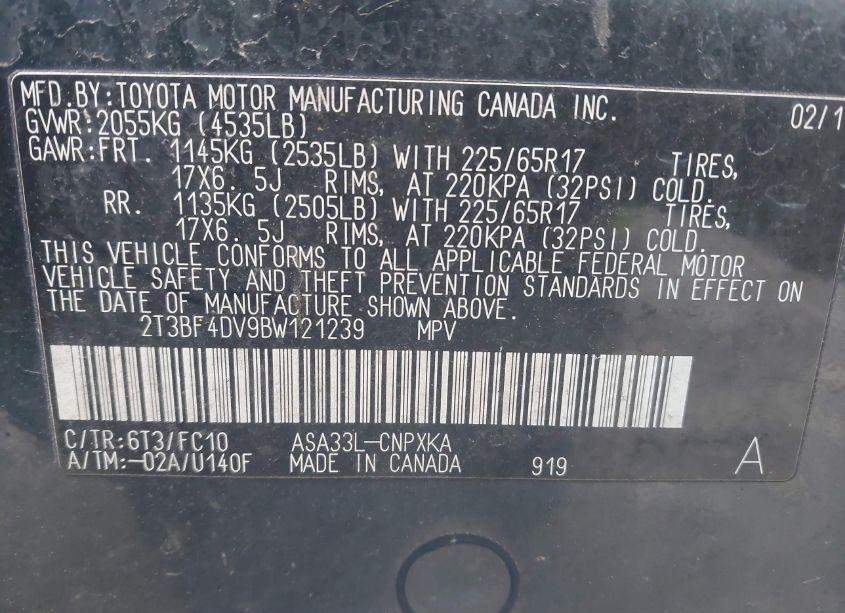 MFD.BY:TOYOTA MOTOR MANUFACTURING CANADA INC. 02/1
GVWR:2055KG (4535LB)
GAWR:FRT. 1145KG (2535LB) WITH 225/65R17 TIRES,
17X6. 5J RIMS, AT 220KPA (32PSI) COLD.
RR. 1135KG (2505LB) WITH 225/65R17 TIRES,
17X6. 5J RIMS, AT 220KPA (32PSI) COLD.
THIS VEHICLE CONFORMS TO ALL APPLICABLE FEDERAL MOTOR
VEHICLE SAFETY AND THEFT PREVENTION STANDARDS IN EFFECT ON
THE DATE OF MANUFACTURE SHOWN ABOVE.
2T3BF4DV9BW121239 MPV
C/TR:6T3/FC10 ASA33L-CNPXKA
A/TM:-02A/U140F MADE IN CANADA 919 A